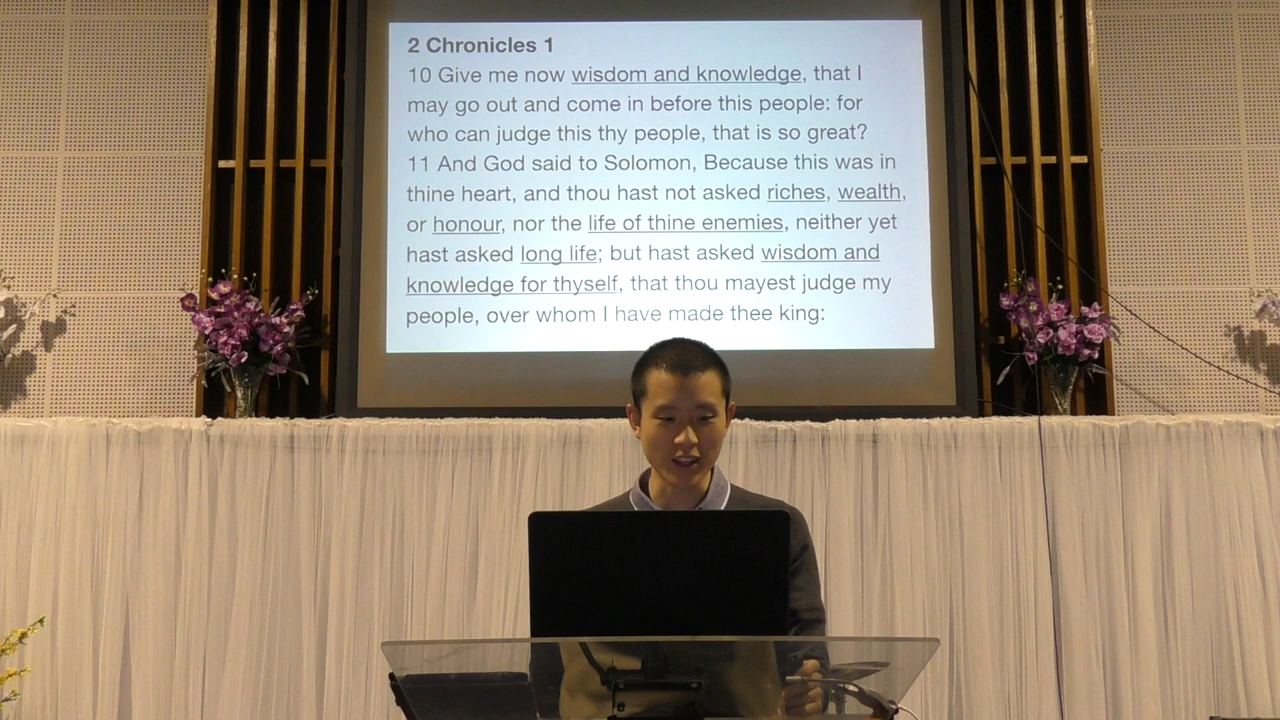 2 Chronicles 1
10 Give me now wisdom and knowledge, that I
may go out and come in before this people: for
who can judge this thy people, that is so great?
11 And God said to Solomon, Because this was in
thine heart, and thou hast not asked riches, wealth,
or honour, nor the life of thine enemies, neither yet
hast asked long life; but hast asked wisdom and
knowledge for thyself, that thou mayest judge my
people, over whom I have made thee king: